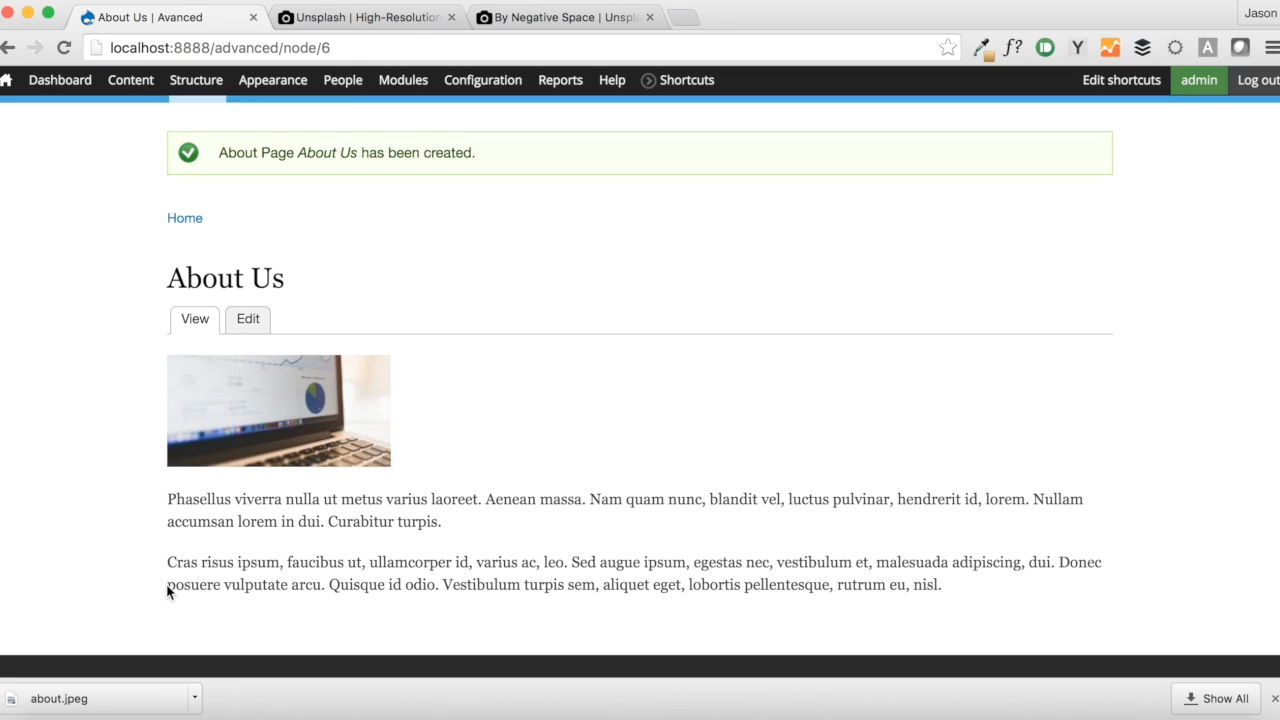 About Us | Avanced
Unsplash | High-Resolution
By Negative Space | Unspl
Jason
localhost:8888/advanced/node/6
f?
Y
A
Dashboard Content Structure Appearance People Modules Configuration Reports Help Shortcuts Edit shortcuts admin Log out
About Page About Us has been created.
Home
About Us
View Edit
Phasellus viverra nulla ut metus varius laoreet. Aenean massa. Nam quam nunc, blandit vel, luctus pulvinar, hendrerit id, lorem. Nullam
accumsan lorem in dui. Curabitur turpis.
Cras risus ipsum, faucibus ut, ullamcorper id, varius ac, leo. Sed augue ipsum, egestas nec, vestibulum et, malesuada adipiscing, dui. Donec
posuere vulputate arcu. Quisque id odio. Vestibulum turpis sem, aliquet eget, lobortis pellentesque, rutrum eu, nisl.
about.jpeg
Show All